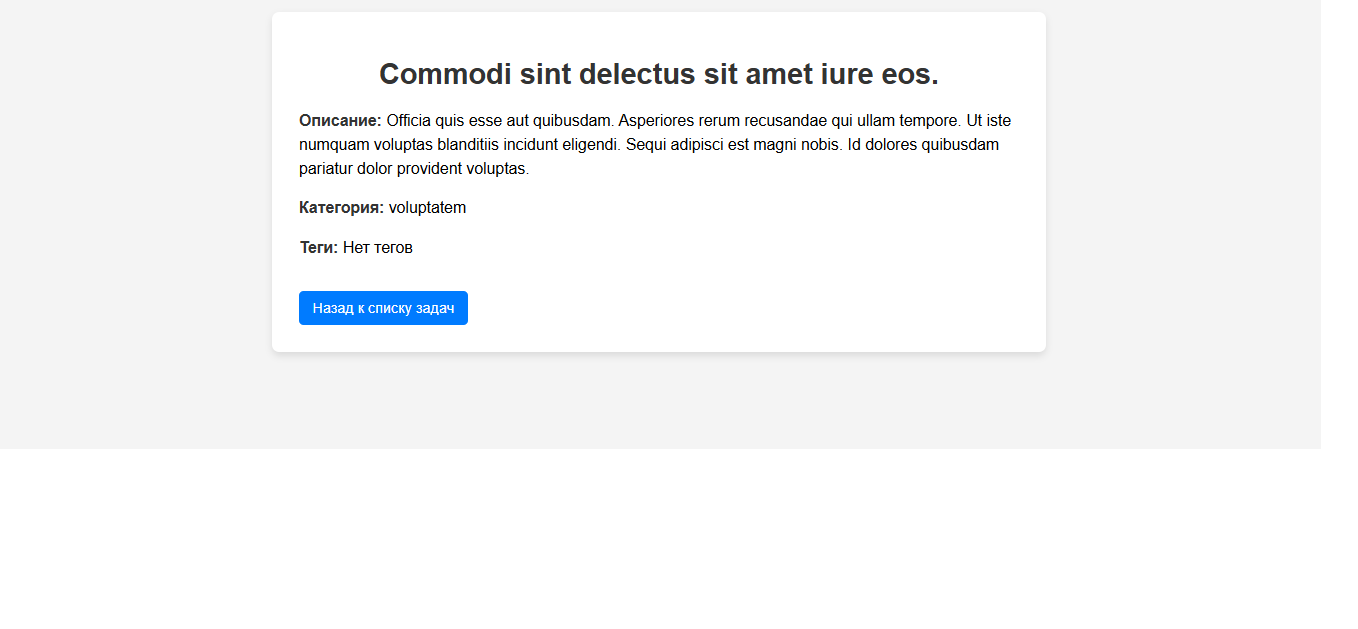 Commodi sint delectus sit amet iure eos.
Описание: Officia quis esse aut quibusdam. Asperiores rerum recusandae qui ullam tempore. Ut iste
numquam voluptas blanditiis incidunt eligendi. Sequi adipisci est magni nobis. Id dolores quibusdam
pariatur dolor provident voluptas.
Категория: voluptatem
Теги: Нет тегов
Назад к списку задач